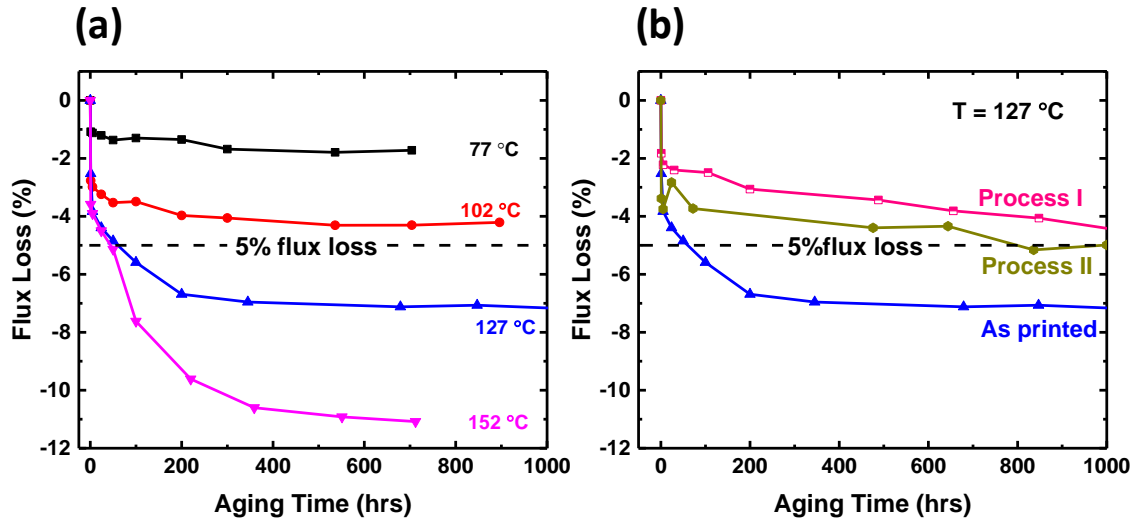 (a)
Flux Loss (%)
0
-2
-4
-6
-8
-10
-12
77 °C
102 °C
5% flux loss
127 °C
152 °C
0 200 400 600 800 1000
Aging Time (hrs)
(b)
Flux Loss (%)
0
-2
-4
-6
-8
-10
-12
T = 127 °C
Process I
5%flux loss
Process II
As printed
0 200 400 600 800 1000
Aging Time (hrs)